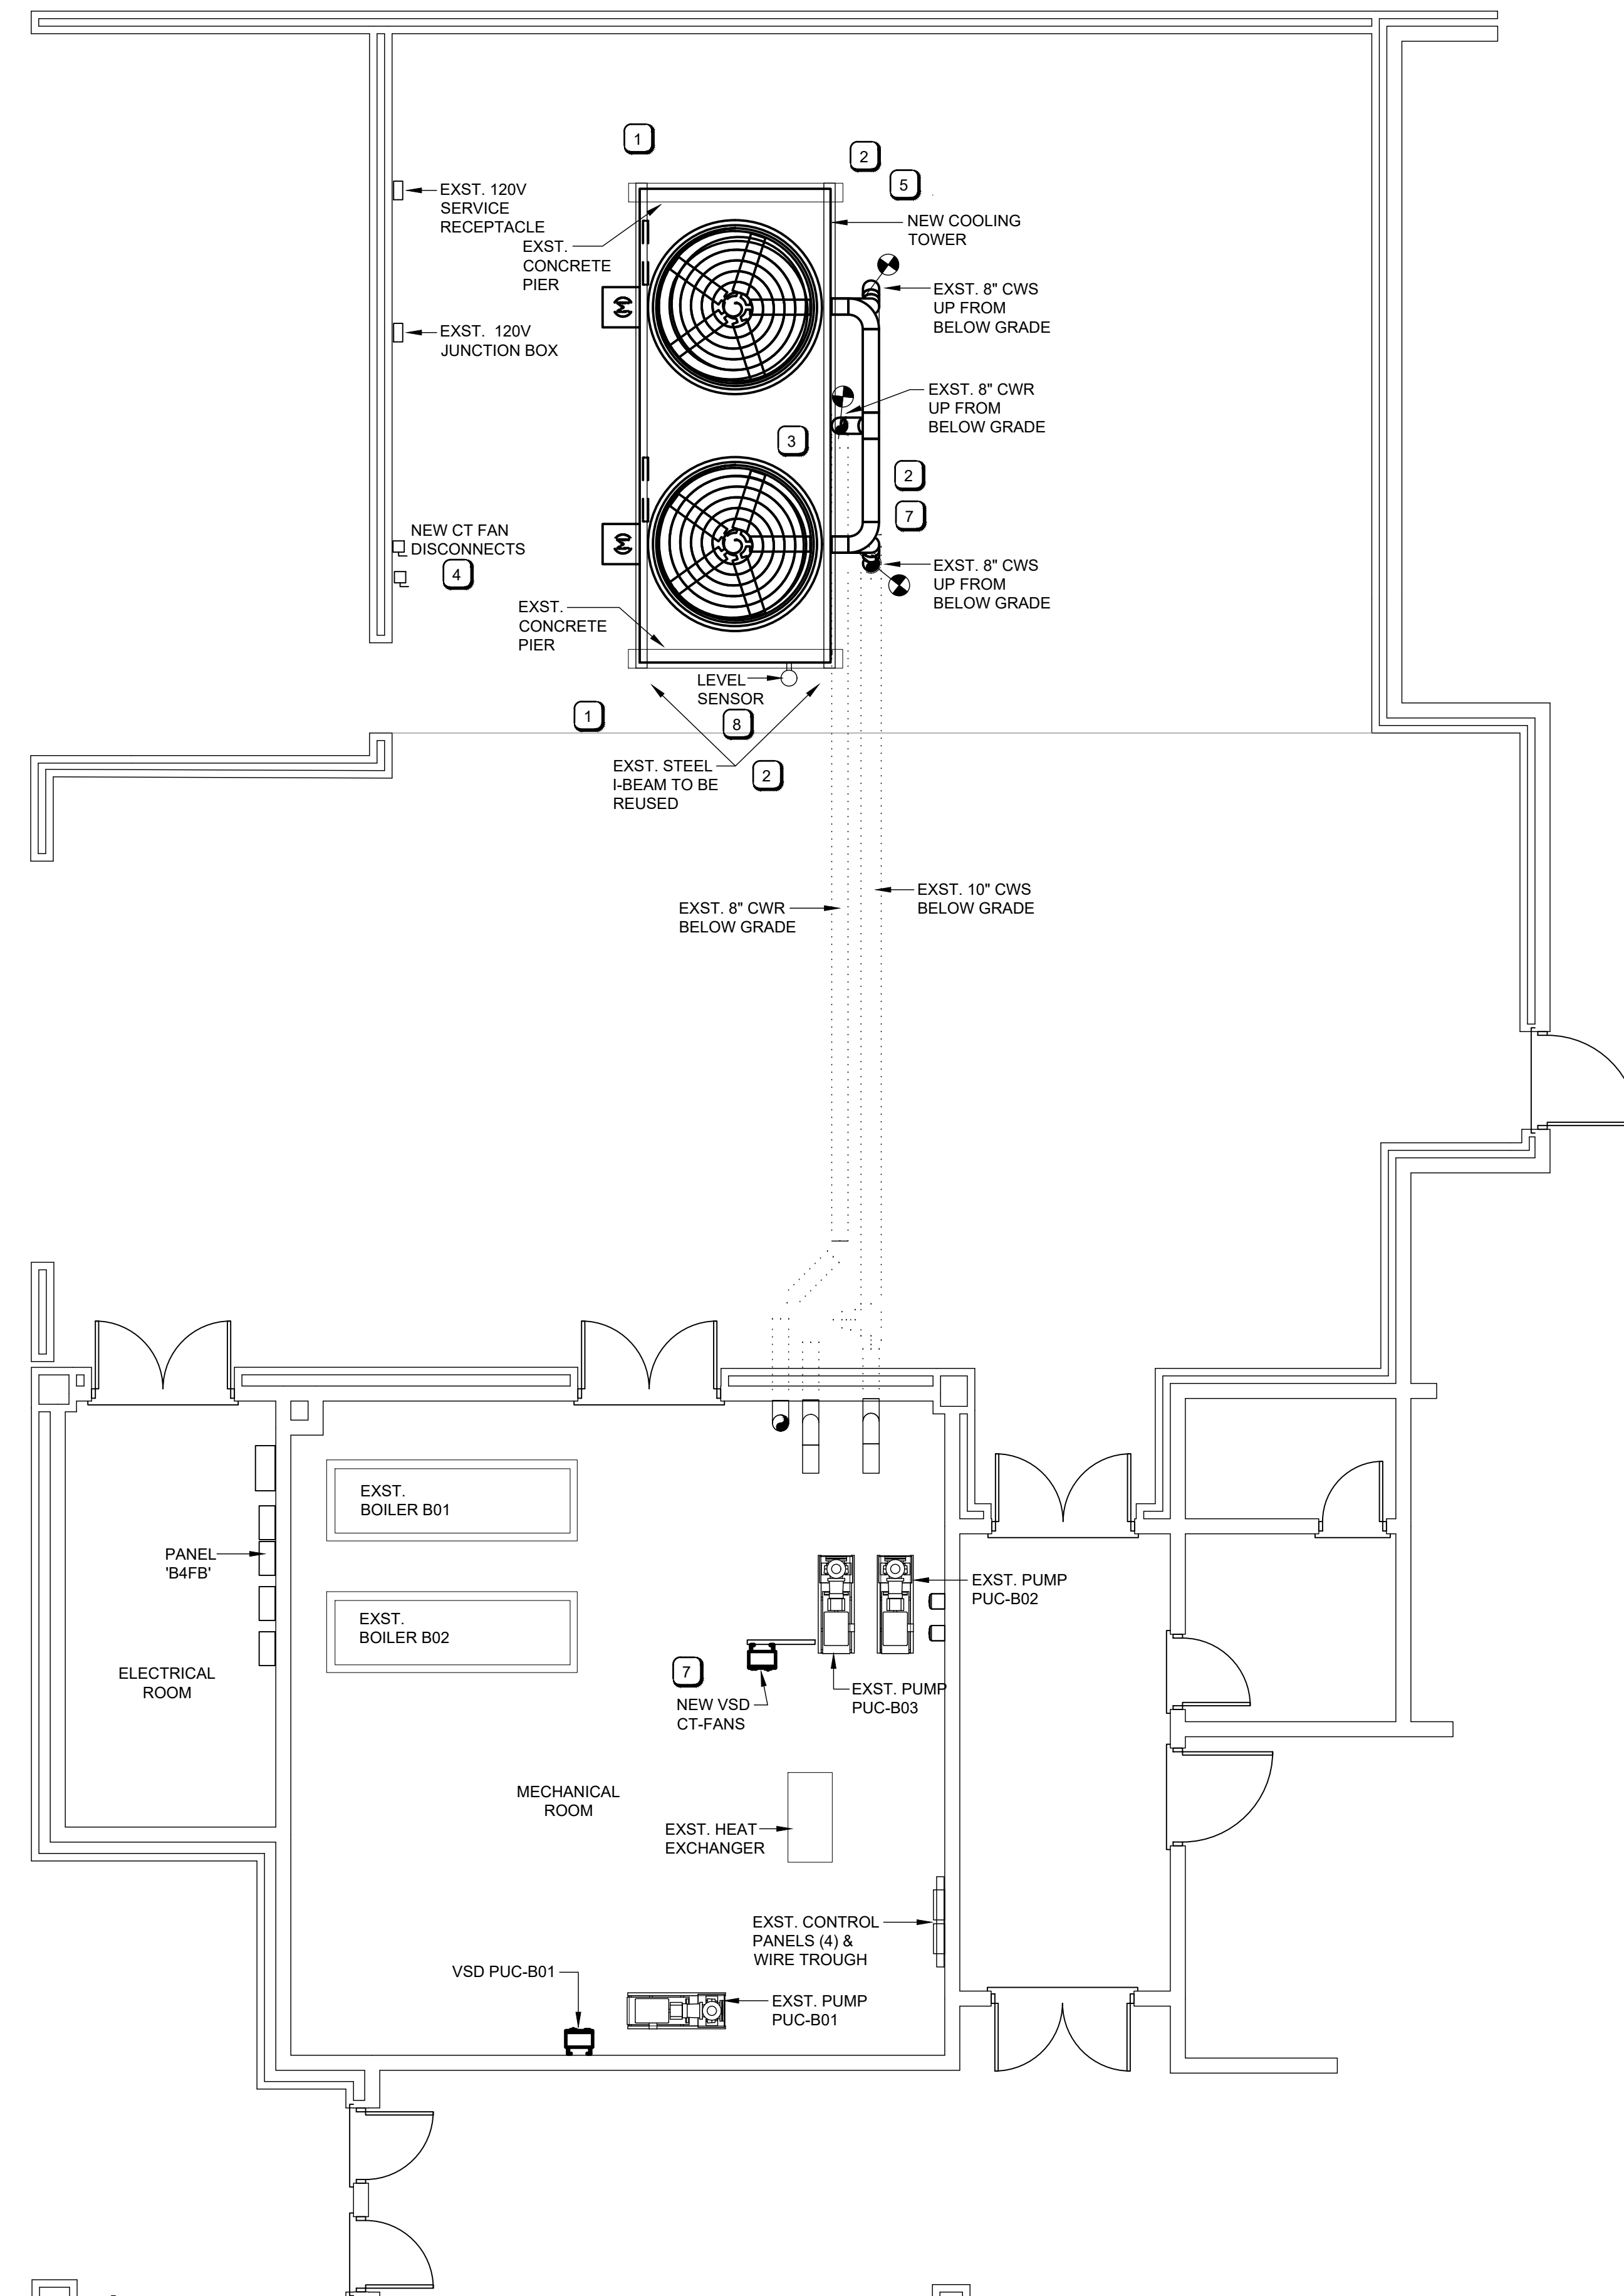 1
2
5
EXST. 120V
SERVICE
RECEPTACLE
EXST.
CONCRETE
PIER
NEW COOLING
TOWER
EXST. 8" CWS
UP FROM
BELOW GRADE
EXST. 120V
JUNCTION BOX
EXST. 8" CWR
UP FROM
BELOW GRADE
3
2
7
NEW CT FAN
DISCONNECTS
4
EXST. 8" CWS
UP FROM
BELOW GRADE
EXST.
CONCRETE
PIER
LEVEL
SENSOR
1
8
EXST. STEEL
I-BEAM TO BE
REUSED
2
EXST. 8" CWR
BELOW GRADE
EXST. 10" CWS
BELOW GRADE
EXST.
BOILER B01
PANEL
'B4FB'
EXST. PUMP
PUC-B02
EXST.
BOILER B02
ELECTRICAL
ROOM
7
NEW VSD
CT-FANS
EXST. PUMP
PUC-B03
MECHANICAL
ROOM
EXST. HEAT
EXCHANGER
EXST. CONTROL
PANELS (4) &
WIRE TROUGH
VSD PUC-B01
EXST. PUMP
PUC-B01